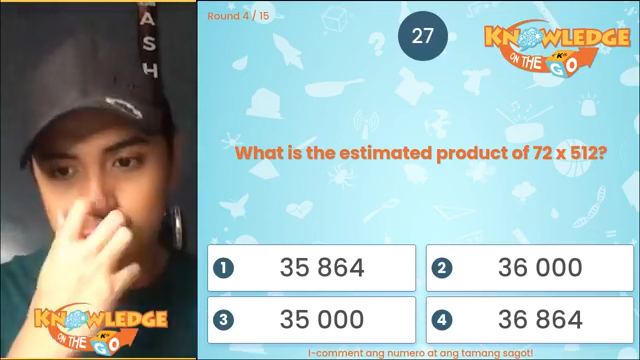 ASH
Round 4 / 15
27
KNOWLEDGE
ON THE GO
What is the estimated product of 72 x 512?
1 35 864
2 36 000
3 35 000
4 36 864
KNOWLEDGE
ON THE GO
I-comment ang numero at ang tamang sagot!